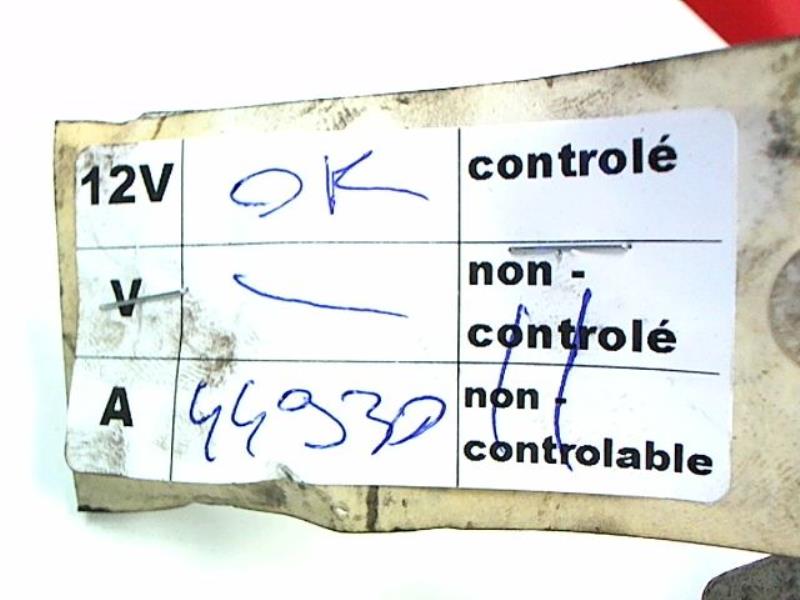 12V OK controlé
V non -
controlé
A 44930 non -
controlable